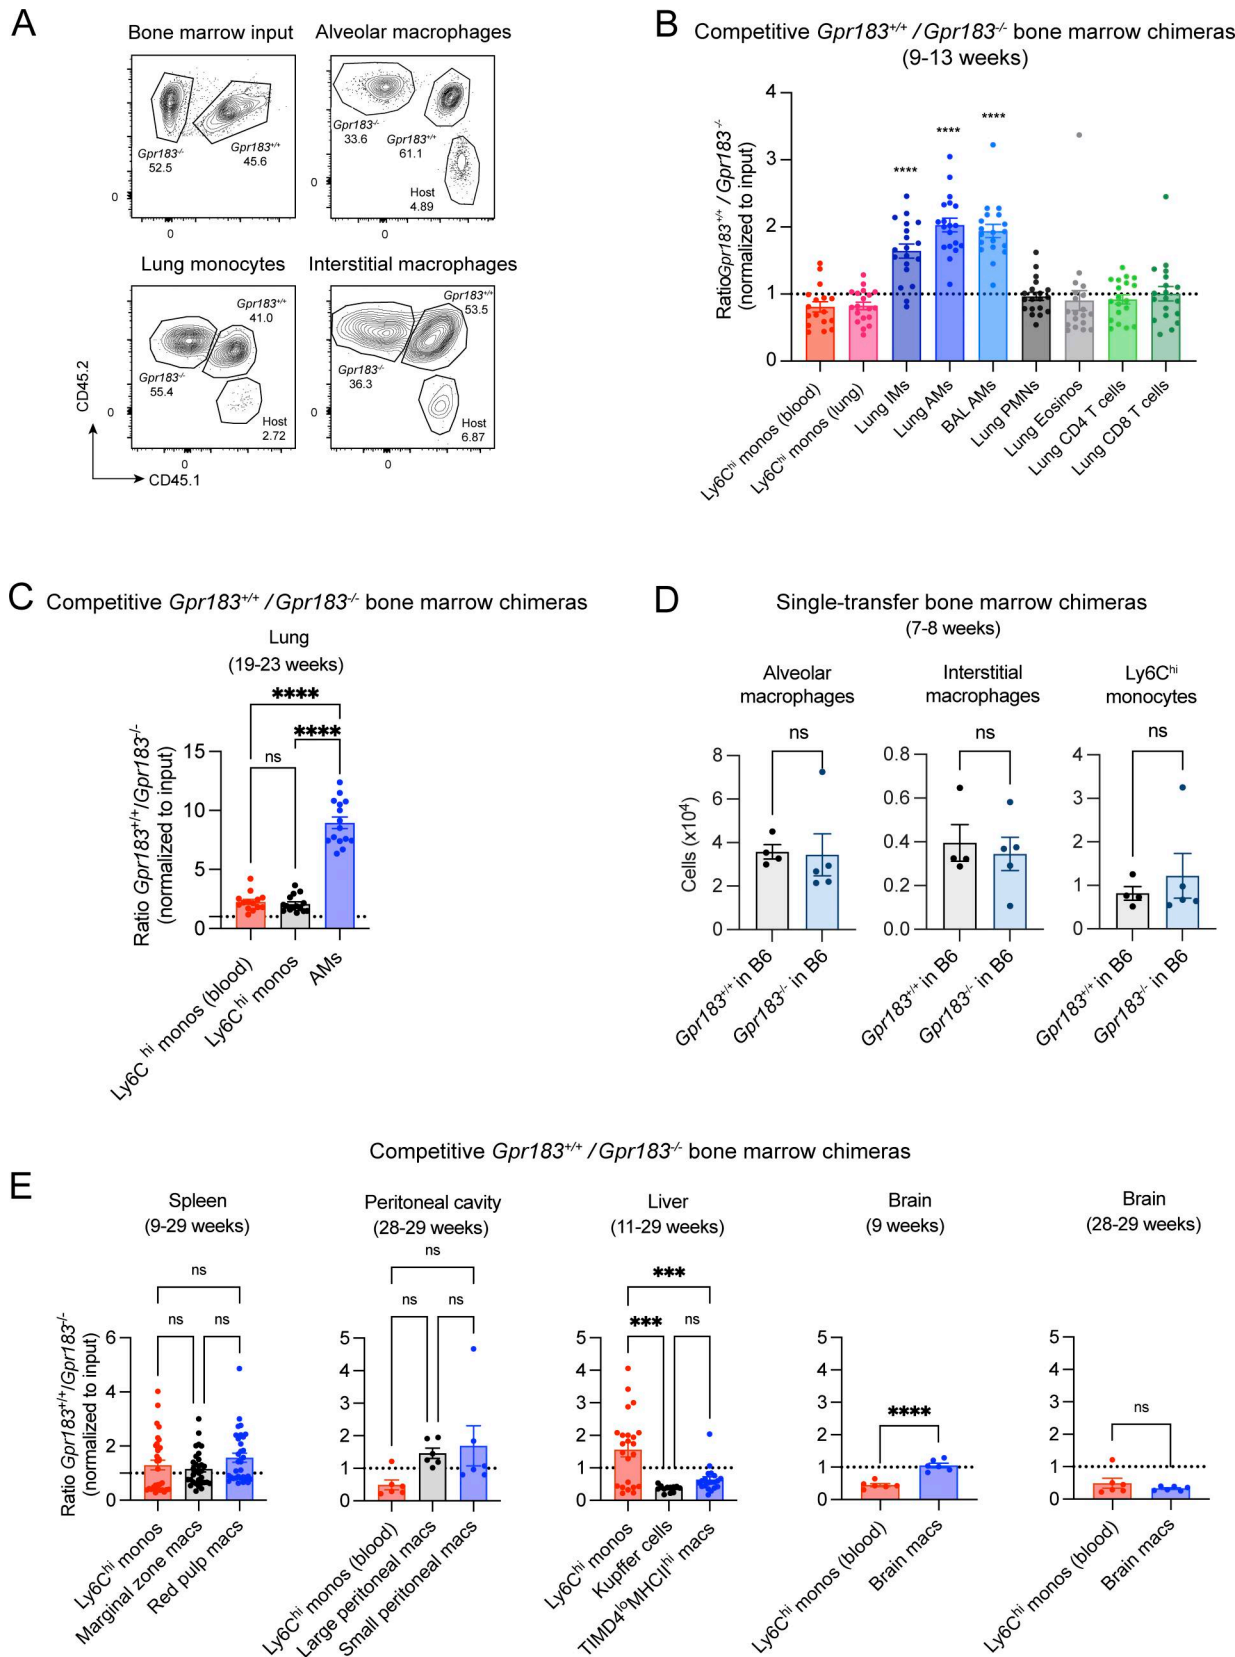 A
Bone marrow input
Alveolar macrophages
Gpr183-/-
52.5
Gpr183+/+
45.6
0
0
Gpr183-/-
33.6
Gpr183+/+
61.1
Host
4.89
0
0
Lung monocytes
Interstitial macrophages
Gpr183+/+
41.0
Gpr183-/-
55.4
Host
2.72
0
0
Gpr183+/+
53.5
Gpr183-/-
36.3
Host
6.87
0
0
CD45.2
CD45.1
B
Competitive Gpr183+/+ / Gpr183-/- bone marrow chimeras
(9-13 weeks)
Ratio Gpr183+/+ / Gpr183-/-
(normalized to input)
4
3
2
1
0
****
****
****
Ly6Chi monos (blood)
Ly6Chi monos (lung)
Lung IMs
Lung AMs
BAL AMs
Lung PMNs
Lung Eosinos
Lung CD4 T cells
Lung CD8 T cells
C
Competitive Gpr183+/+ / Gpr183-/- bone marrow chimeras
Lung
(19-23 weeks)
****
ns
****
Ratio Gpr183+/+/Gpr183-/-
(normalized to input)
15
10
5
0
Ly6C hi monos (blood)
Ly6C hi monos
AMs
D
Single-transfer bone marrow chimeras
(7-8 weeks)
Alveolar
macrophages
ns
Cells (x10⁴)
8
6
4
2
0
Gpr183+/+ in B6
Gpr183-/- in B6
Interstitial
macrophages
ns
0.8
0.6
0.4
0.2
0.0
Gpr183+/+ in B6
Gpr183-/- in B6
Ly6Chi
monocytes
ns
4
3
2
1
0
Gpr183+/+ in B6
Gpr183-/- in B6
Competitive Gpr183+/+ / Gpr183-/- bone marrow chimeras
E
Spleen
(9-29 weeks)
ns
ns
ns
Ratio Gpr183+/+/Gpr183-/-
(normalized to input)
6
4
2
0
Ly6Chi monos
Marginal zone macs
Red pulp macs
Peritoneal cavity
(28-29 weeks)
ns
ns
ns
5
4
3
2
1
0
Ly6Chi monos (blood)
Large peritoneal macs
Small peritoneal macs
Liver
(11-29 weeks)
***
***
ns
5
4
3
2
1
0
Ly6Chi monos
Kupffer cells
TIMD4loMHCIIhi macs
Brain
(9 weeks)
****
5
4
3
2
1
0
Ly6Chi monos (blood)
Brain macs
Brain
(28-29 weeks)
ns
5
4
3
2
1
0
Ly6Chi monos (blood)
Brain macs